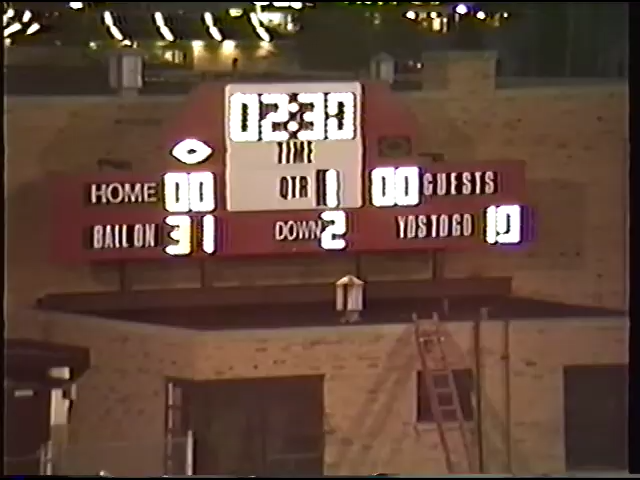 02:30
TIME
QTR 1
HOME 00
00 GUESTS
BALL ON 31
DOWN 2
YDS TO GO 10